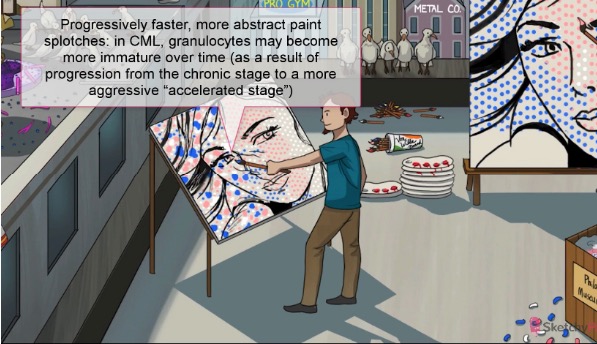 PRO GYM
METAL CO.
Progressively faster, more abstract paint
splotches: in CML, granulocytes may become
more immature over time (as a result of
progression from the chronic stage to a more
aggressive “accelerated stage”)
Sketchy